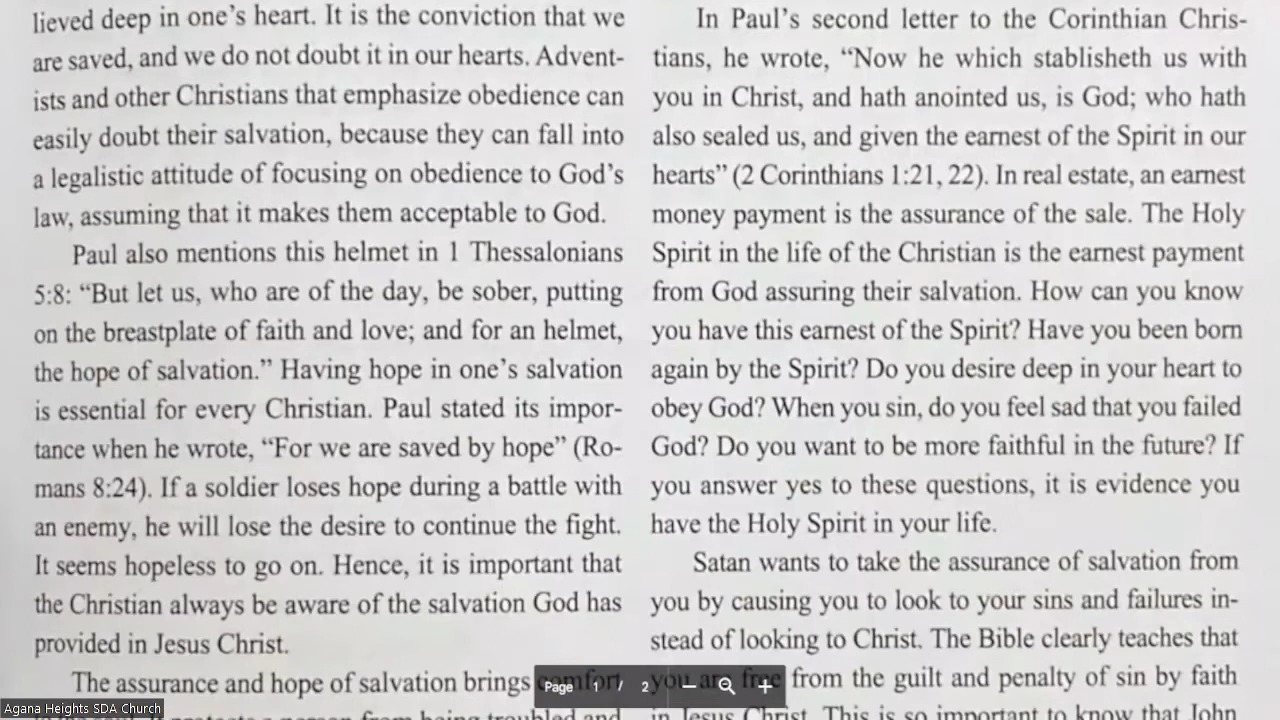 lieved deep in one's heart. It is the conviction that we
are saved, and we do not doubt it in our hearts. Advent-
ists and other Christians that emphasize obedience can
easily doubt their salvation, because they can fall into
a legalistic attitude of focusing on obedience to God's
law, assuming that it makes them acceptable to God.
Paul also mentions this helmet in 1 Thessalonians
5:8: “But let us, who are of the day, be sober, putting
on the breastplate of faith and love; and for an helmet,
the hope of salvation.” Having hope in one's salvation
is essential for every Christian. Paul stated its impor-
tance when he wrote, “For we are saved by hope” (Ro-
mans 8:24). If a soldier loses hope during a battle with
an enemy, he will lose the desire to continue the fight.
It seems hopeless to go on. Hence, it is important that
the Christian always be aware of the salvation God has
provided in Jesus Christ.
The assurance and hope of salvation brings comfort
being troubled and
In Paul's second letter to the Corinthian Chris-
tians, he wrote, “Now he which stablisheth us with
you in Christ, and hath anointed us, is God; who hath
also sealed us, and given the earnest of the Spirit in our
hearts” (2 Corinthians 1:21, 22). In real estate, an earnest
money payment is the assurance of the sale. The Holy
Spirit in the life of the Christian is the earnest payment
from God assuring their salvation. How can you know
you have this earnest of the Spirit? Have you been born
again by the Spirit? Do you desire deep in your heart to
obey God? When you sin, do you feel sad that you failed
God? Do you want to be more faithful in the future? If
you answer yes to these questions, it is evidence you
have the Holy Spirit in your life.
Satan wants to take the assurance of salvation from
you by causing you to look to your sins and failures in-
stead of looking to Christ. The Bible clearly teaches that
you are free from the guilt and penalty of sin by faith
in Jesus Christ. This is so important to know that John
Page 1 / 2
Agana Heights SDA Church